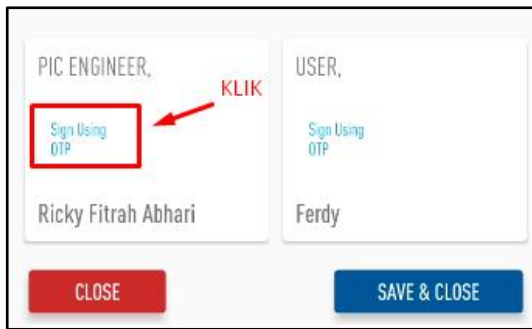 PIC ENGINEER,
USER,
KLIK
Sign Using
OTP
Sign Using
OTP
Ricky Fitrah Abhari
Ferdy
CLOSE
SAVE & CLOSE